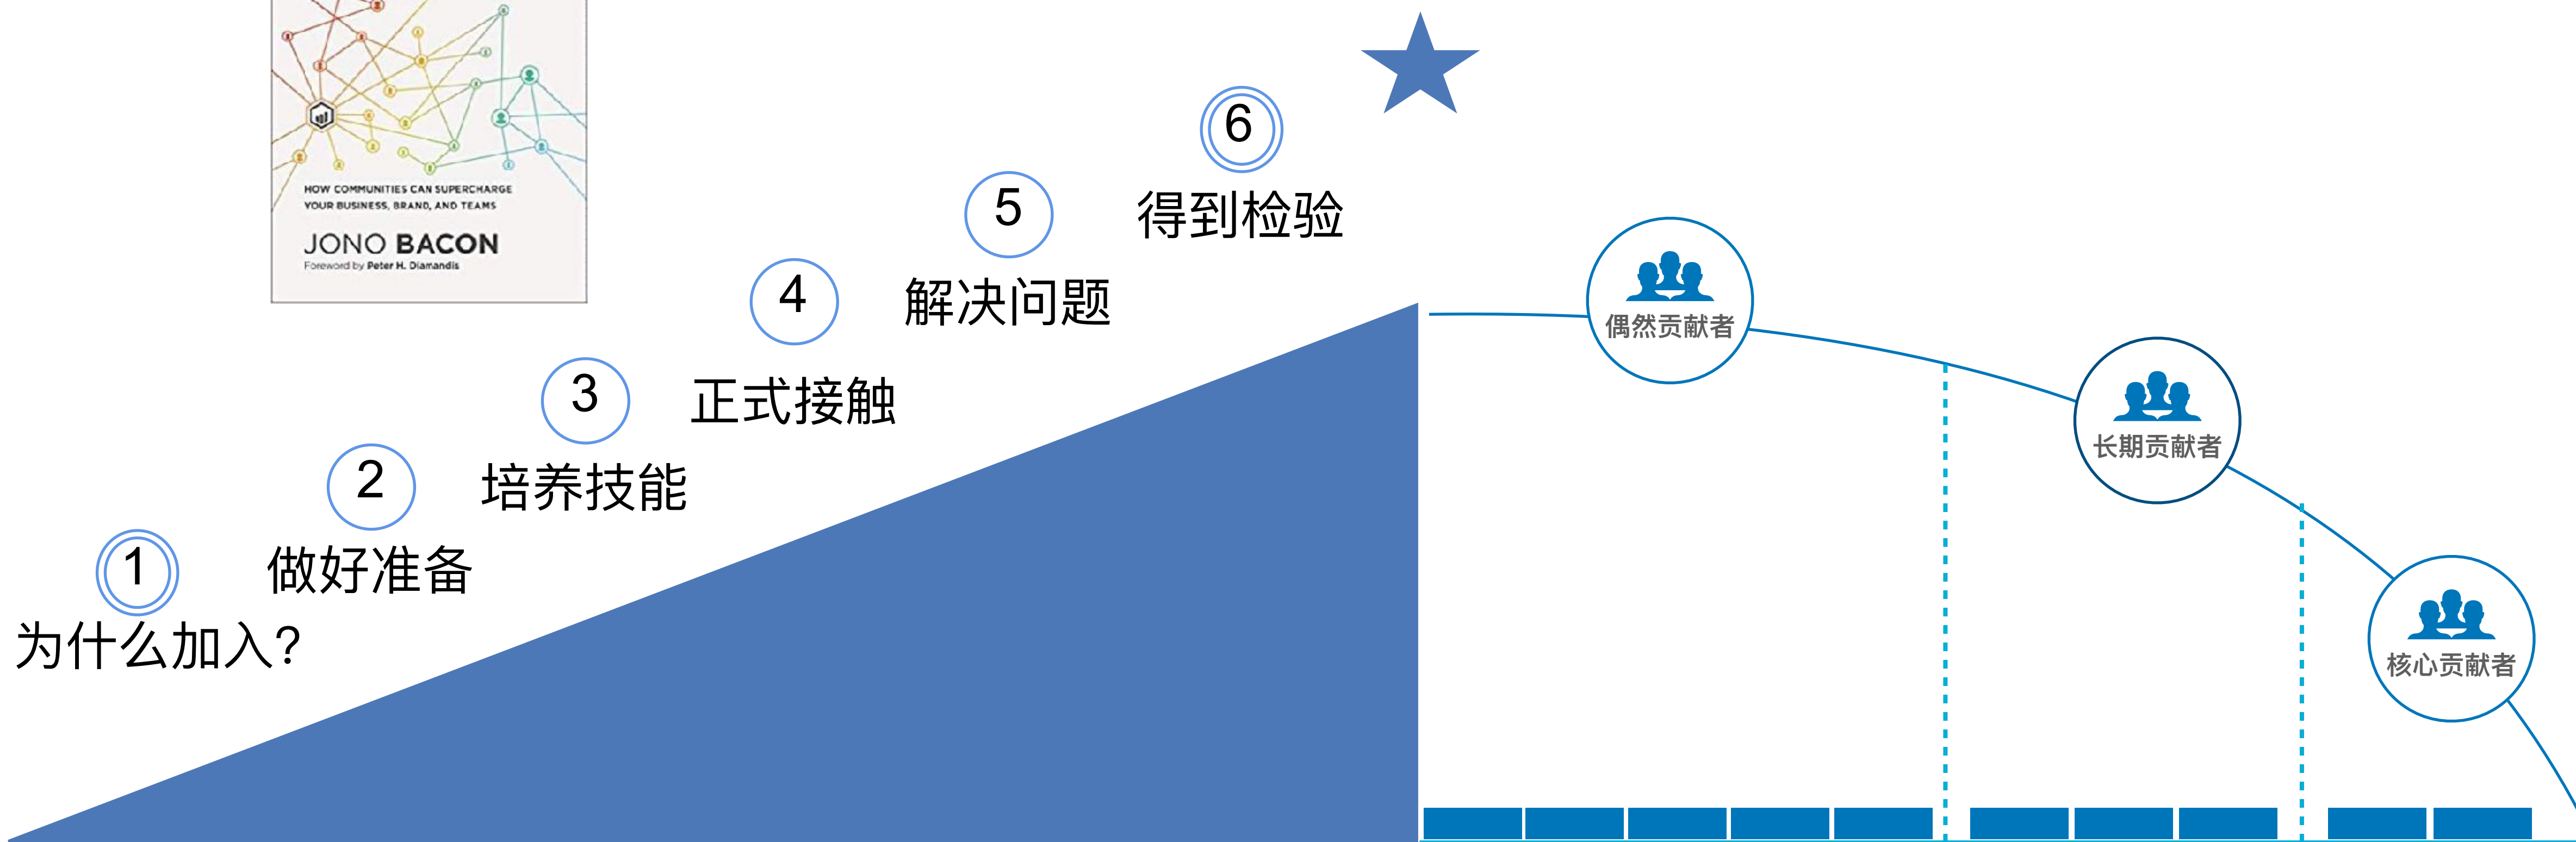 HOW COMMUNITIES CAN SUPERCHARGE
YOUR BUSINESS, BRAND, AND TEAMS
JONO BACON
Foreword by Peter H. Diamandis
1
为什么加入?
2
做好准备
3
培养技能
4
正式接触
5
解决问题
6
得到检验
偶然贡献者
长期贡献者
核心贡献者